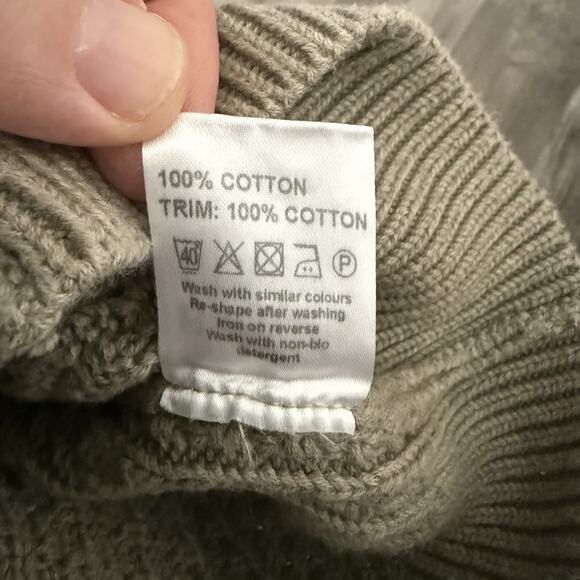 100% COTTON
TRIM: 100% COTTON
40 P
Wash with similar colours
Re-shape after washing
Iron on reverse
Wash with non-bio
detergent